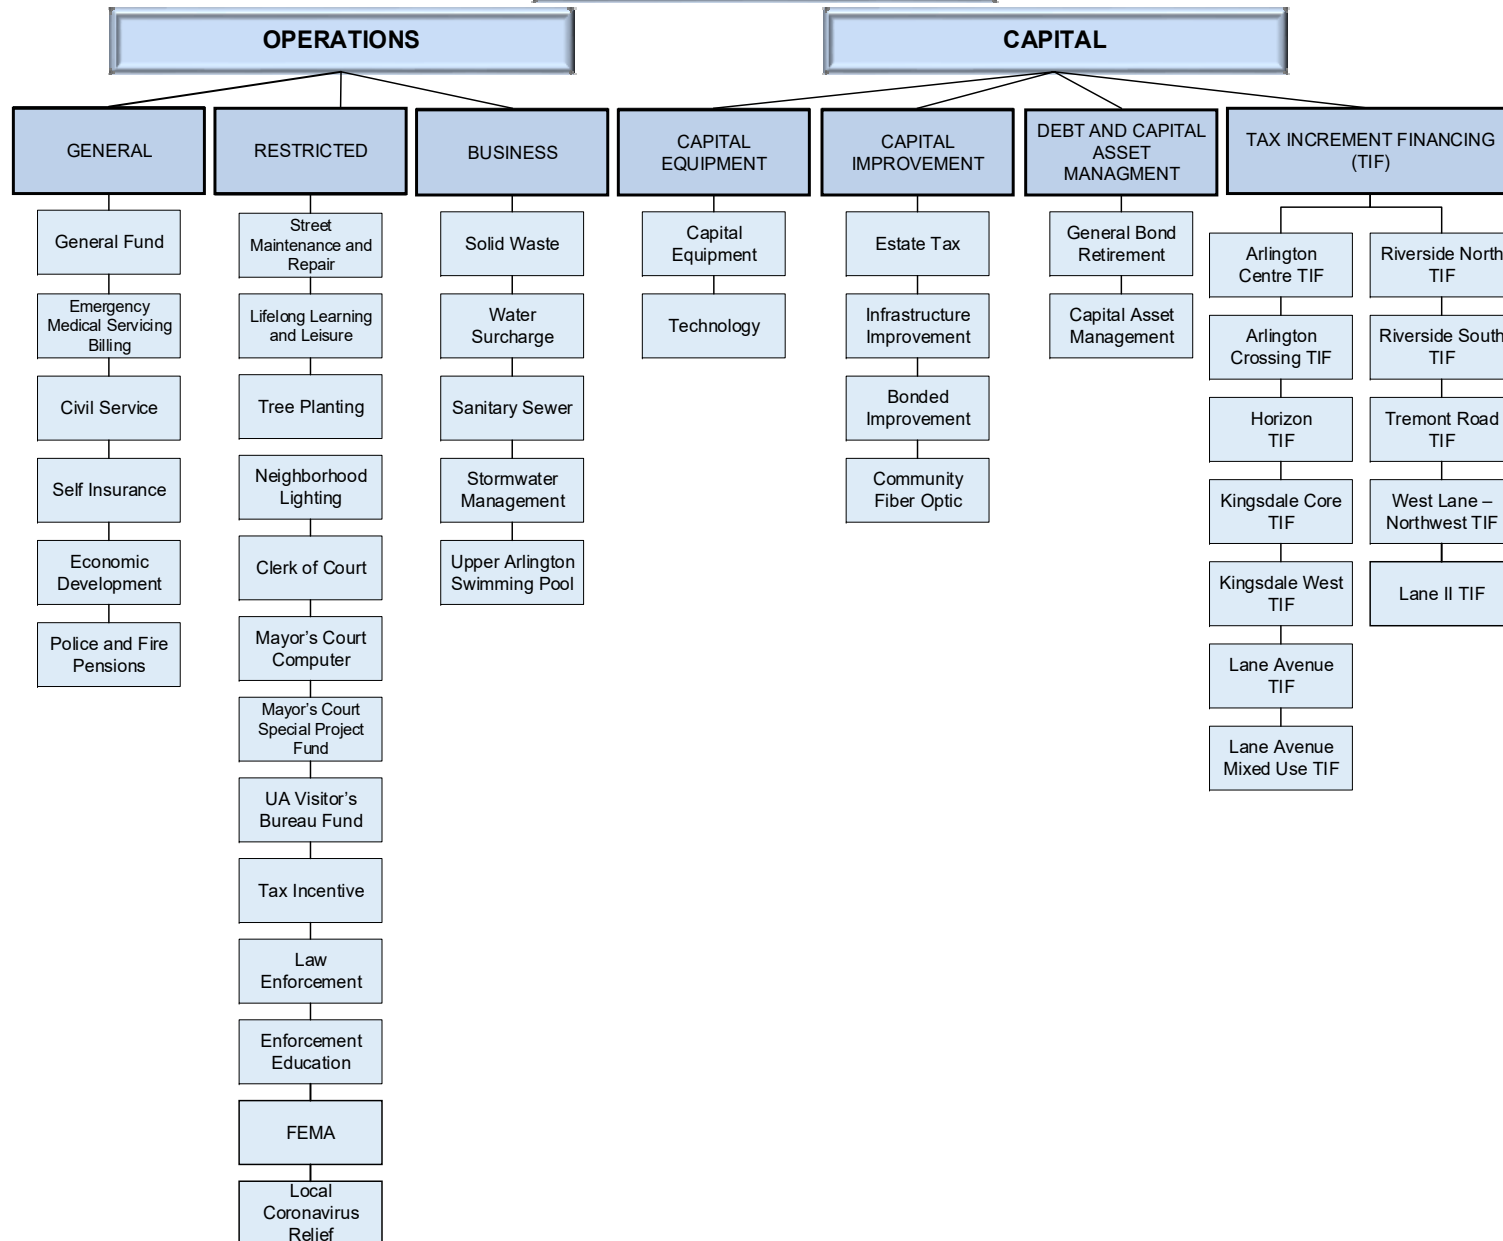 OPERATIONS
CAPITAL
GENERAL
RESTRICTED
BUSINESS
CAPITAL
EQUIPMENT
CAPITAL
IMPROVEMENT
DEBT AND CAPITAL
ASSET
MANAGMENT
TAX INCREMENT FINANCING
(TIF)
General Fund
Emergency
Medical Servicing
Billing
Civil Service
Self Insurance
Economic
Development
Police and Fire
Pensions
Street
Maintenance and
Repair
Lifelong Learning
and Leisure
Tree Planting
Neighborhood
Lighting
Clerk of Court
Mayor's Court
Computer
Mayor's Court
Special Project
Fund
UA Visitor's
Bureau Fund
Tax Incentive
Law
Enforcement
Enforcement
Education
FEMA
Local
Coronavirus
Relief
Solid Waste
Water
Surcharge
Sanitary Sewer
Stormwater
Management
Upper Arlington
Swimming Pool
Capital
Equipment
Technology
Estate Tax
Infrastructure
Improvement
Bonded
Improvement
Community
Fiber Optic
General Bond
Retirement
Capital Asset
Management
Arlington
Centre TIF
Arlington
Crossing TIF
Horizon
TIF
Kingsdale Core
TIF
Kingsdale West
TIF
Lane Avenue
TIF
Lane Avenue
Mixed Use TIF
Riverside North
TIF
Riverside South
TIF
Tremont Road
TIF
West Lane –
Northwest TIF
Lane II TIF